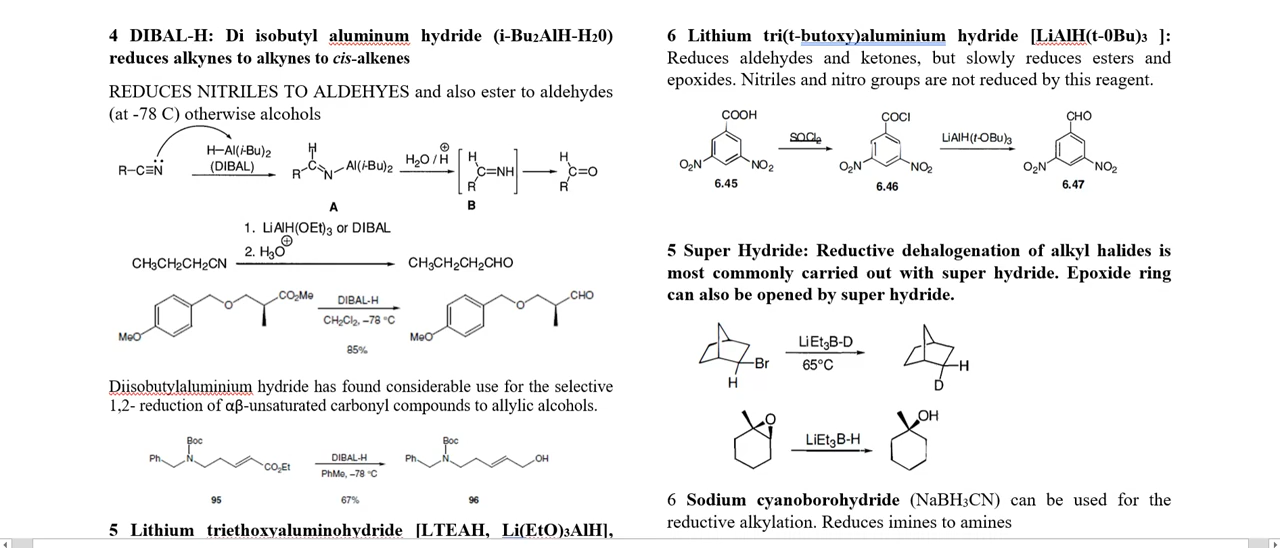 4 DIBAL-H: Di isobutyl aluminum hydride (i-Bu₂AlH-H₂0)
reduces alkynes to alkynes to cis-alkenes
REDUCES NITRILES TO ALDEHYES and also ester to aldehydes
(at -78 C) otherwise alcohols
R-C≡N
H-Al(i-Bu)₂
(DIBAL)
H
R C=N Al(i-Bu)₂
A
H₂O / H⊕
H
C=NH
R
B
H
C=O
R
1. LiAlH(OEt)₃ or DIBAL
2. H₃O⊕
CH₃CH₂CH₂CN
CH₃CH₂CH₂CHO
MeO
O
CO₂Me
DIBAL-H
CH₂Cl₂, –78 °C
85%
MeO
O
CHO
Diisobutylaluminium hydride has found considerable use for the selective
1,2- reduction of αβ-unsaturated carbonyl compounds to allylic alcohols.
Boc
Ph N
CO₂Et
95
DIBAL-H
PhMe, –78 °C
67%
Boc
Ph N
OH
96
5 Lithium triethoxyaluminohydride [LTEAH, Li(EtO)₃AlH],
6 Lithium tri(t-butoxy)aluminium hydride [LiAlH(t-0Bu)₃ ]:
Reduces aldehydes and ketones, but slowly reduces esters and
epoxides. Nitriles and nitro groups are not reduced by this reagent.
COOH
O₂N NO₂
6.45
SOCl₂
COCl
O₂N NO₂
6.46
LiAlH(t-OBu)₃
CHO
O₂N NO₂
6.47
5 Super Hydride: Reductive dehalogenation of alkyl halides is
most commonly carried out with super hydride. Epoxide ring
can also be opened by super hydride.
Br
H
LiEt₃B-D
65°C
H
D
O
LiEt₃B-H
OH
6 Sodium cyanoborohydride (NaBH₃CN) can be used for the
reductive alkylation. Reduces imines to amines